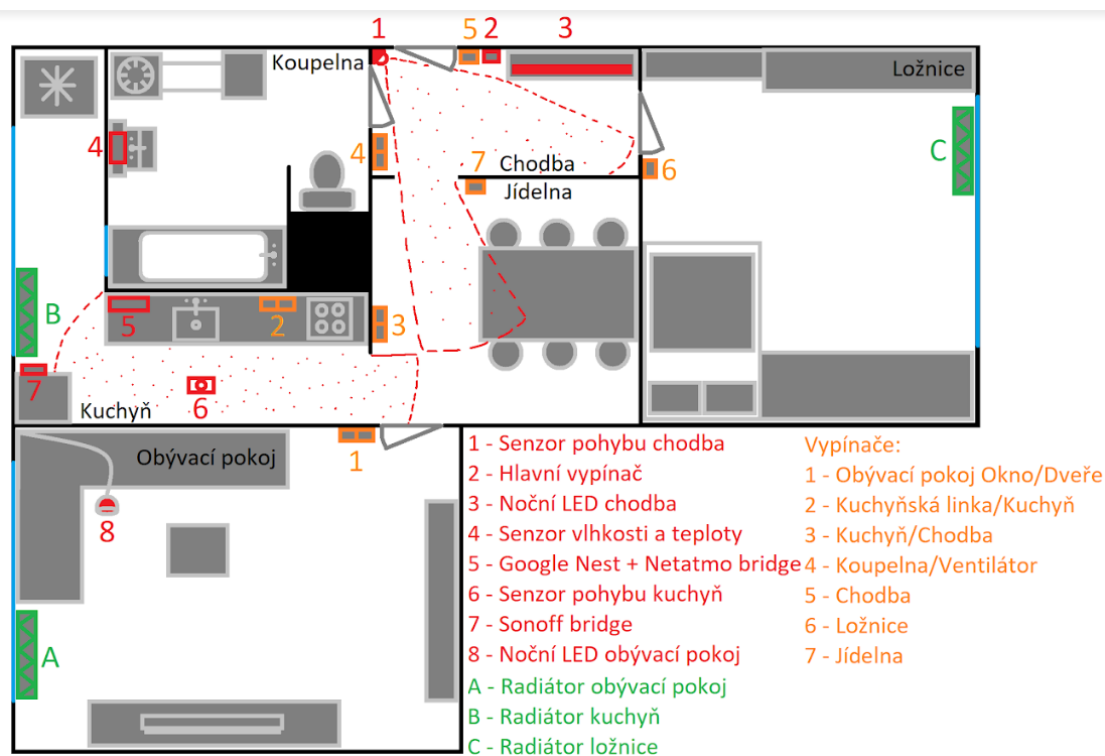 1 5 2 3
Koupelna
Ložnice
4
4
7
Chodba
6
C
Jídelna
B
5
2
3
7
Kuchyň
6
Obývací pokoj
1
8
A
1 - Senzor pohybu chodba
2 - Hlavní vypínač
3 - Noční LED chodba
4 - Senzor vlhkosti a teploty
5 - Google Nest + Netatmo bridge
6 - Senzor pohybu kuchyň
7 - Sonoff bridge
8 - Noční LED obývací pokoj
A - Radiátor obývací pokoj
B - Radiátor kuchyň
C - Radiátor ložnice
Vypínače:
1 - Obývací pokoj Okno/Dveře
2 - Kuchyňská linka/Kuchyň
3 - Kuchyň/Chodba
4 - Koupelna/Ventilátor
5 - Chodba
6 - Ložnice
7 - Jídelna